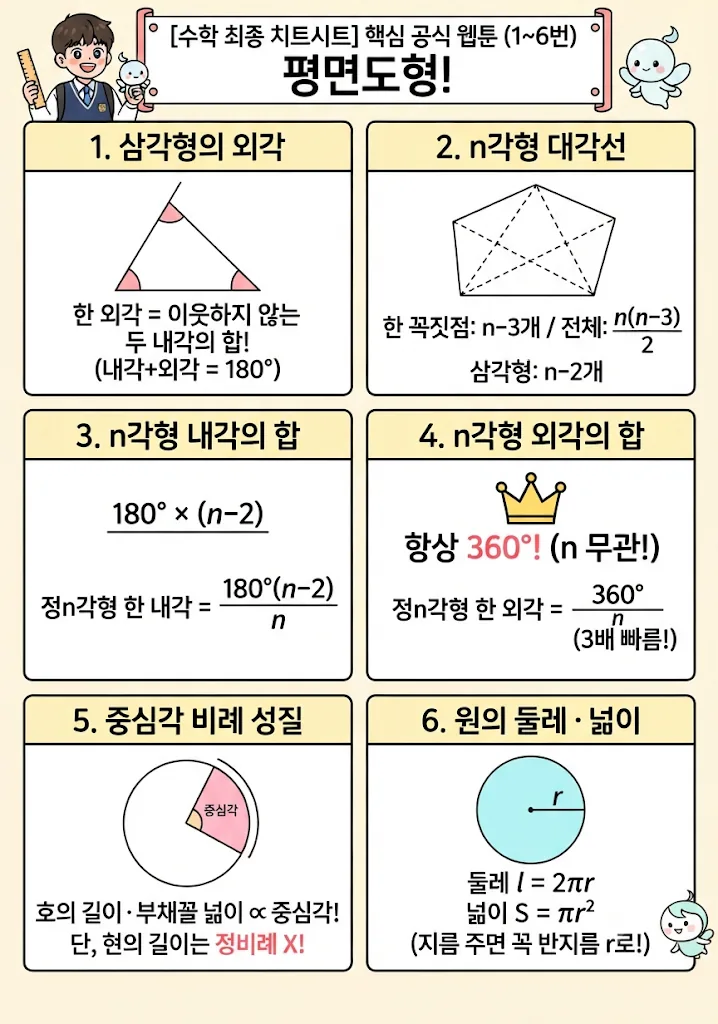 [수학 최종 치트시트] 핵심 공식 웹툰 (1~6번)
평면도형!
1. 삼각형의 외각
한 외각 = 이웃하지 않는
두 내각의 합!
(내각+외각 = 180°)
2. n각형 대각선
한 꼭짓점: n-3개 / 전체: n(n-3)/2
삼각형: n-2개
3. n각형 내각의 합
180° × (n-2)
정n각형 한 내각 = 180°(n-2)/n
4. n각형 외각의 합
항상 360°! (n 무관!)
정n각형 한 외각 = 360°/n
(3배 빠름!)
5. 중심각 비례 성질
중심각
호의 길이 · 부채꼴 넓이 ∝ 중심각!
단, 현의 길이는 정비례 X!
6. 원의 둘레 · 넓이
r
둘레 l = 2πr
넓이 S = πr²
(지름 주면 꼭 반지름 r로!)